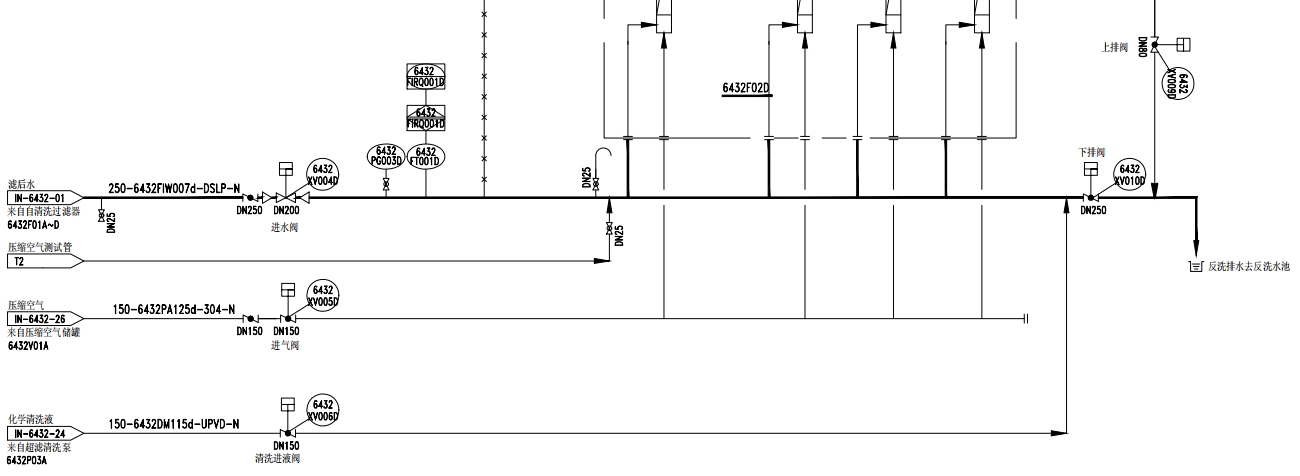 上排阀
DN80
6432
XV009D
6432
FIRQ001D
6432F02D
6432
FIRQ001D
6432
PG003D
6432
FT001D
DN25
下排阀
6432
XV010D
DN250
滤后水
IN-6432-01
来自自清洗过滤器
6432F01A~D
250-6432FIW007d-DSLP-N
DN25
DN250
DN200
进水阀
6432
XV004D
DN25
压缩空气测试管
T2
反洗排水去反洗水池
压缩空气
IN-6432-26
来自压缩空气储罐
6432V01A
150-6432PA125d-304-N
DN150
DN150
进气阀
6432
XV005D
化学清洗液
IN-6432-24
来自超滤清洗泵
6432P03A
150-6432DM115d-UPVD-N
DN150
清洗进液阀
6432
XV006D